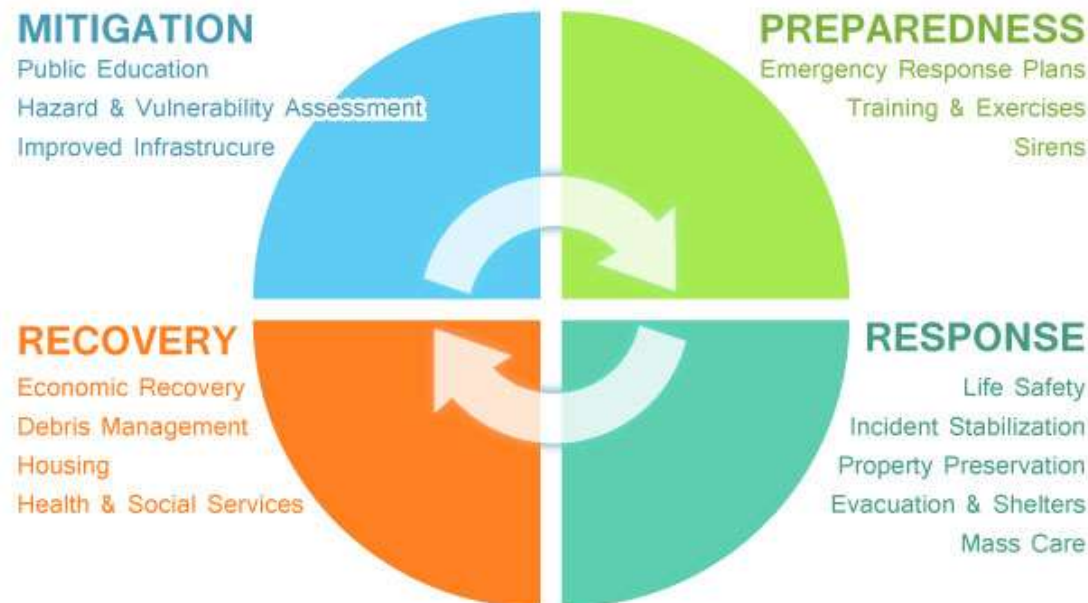 MITIGATION
Public Education
Hazard & Vulnerability Assessment
Improved Infrastrucure
PREPAREDNESS
Emergency Response Plans
Training & Exercises
Sirens
RECOVERY
Economic Recovery
Debris Management
Housing
Health & Social Services
RESPONSE
Life Safety
Incident Stabilization
Property Preservation
Evacuation & Shelters
Mass Care